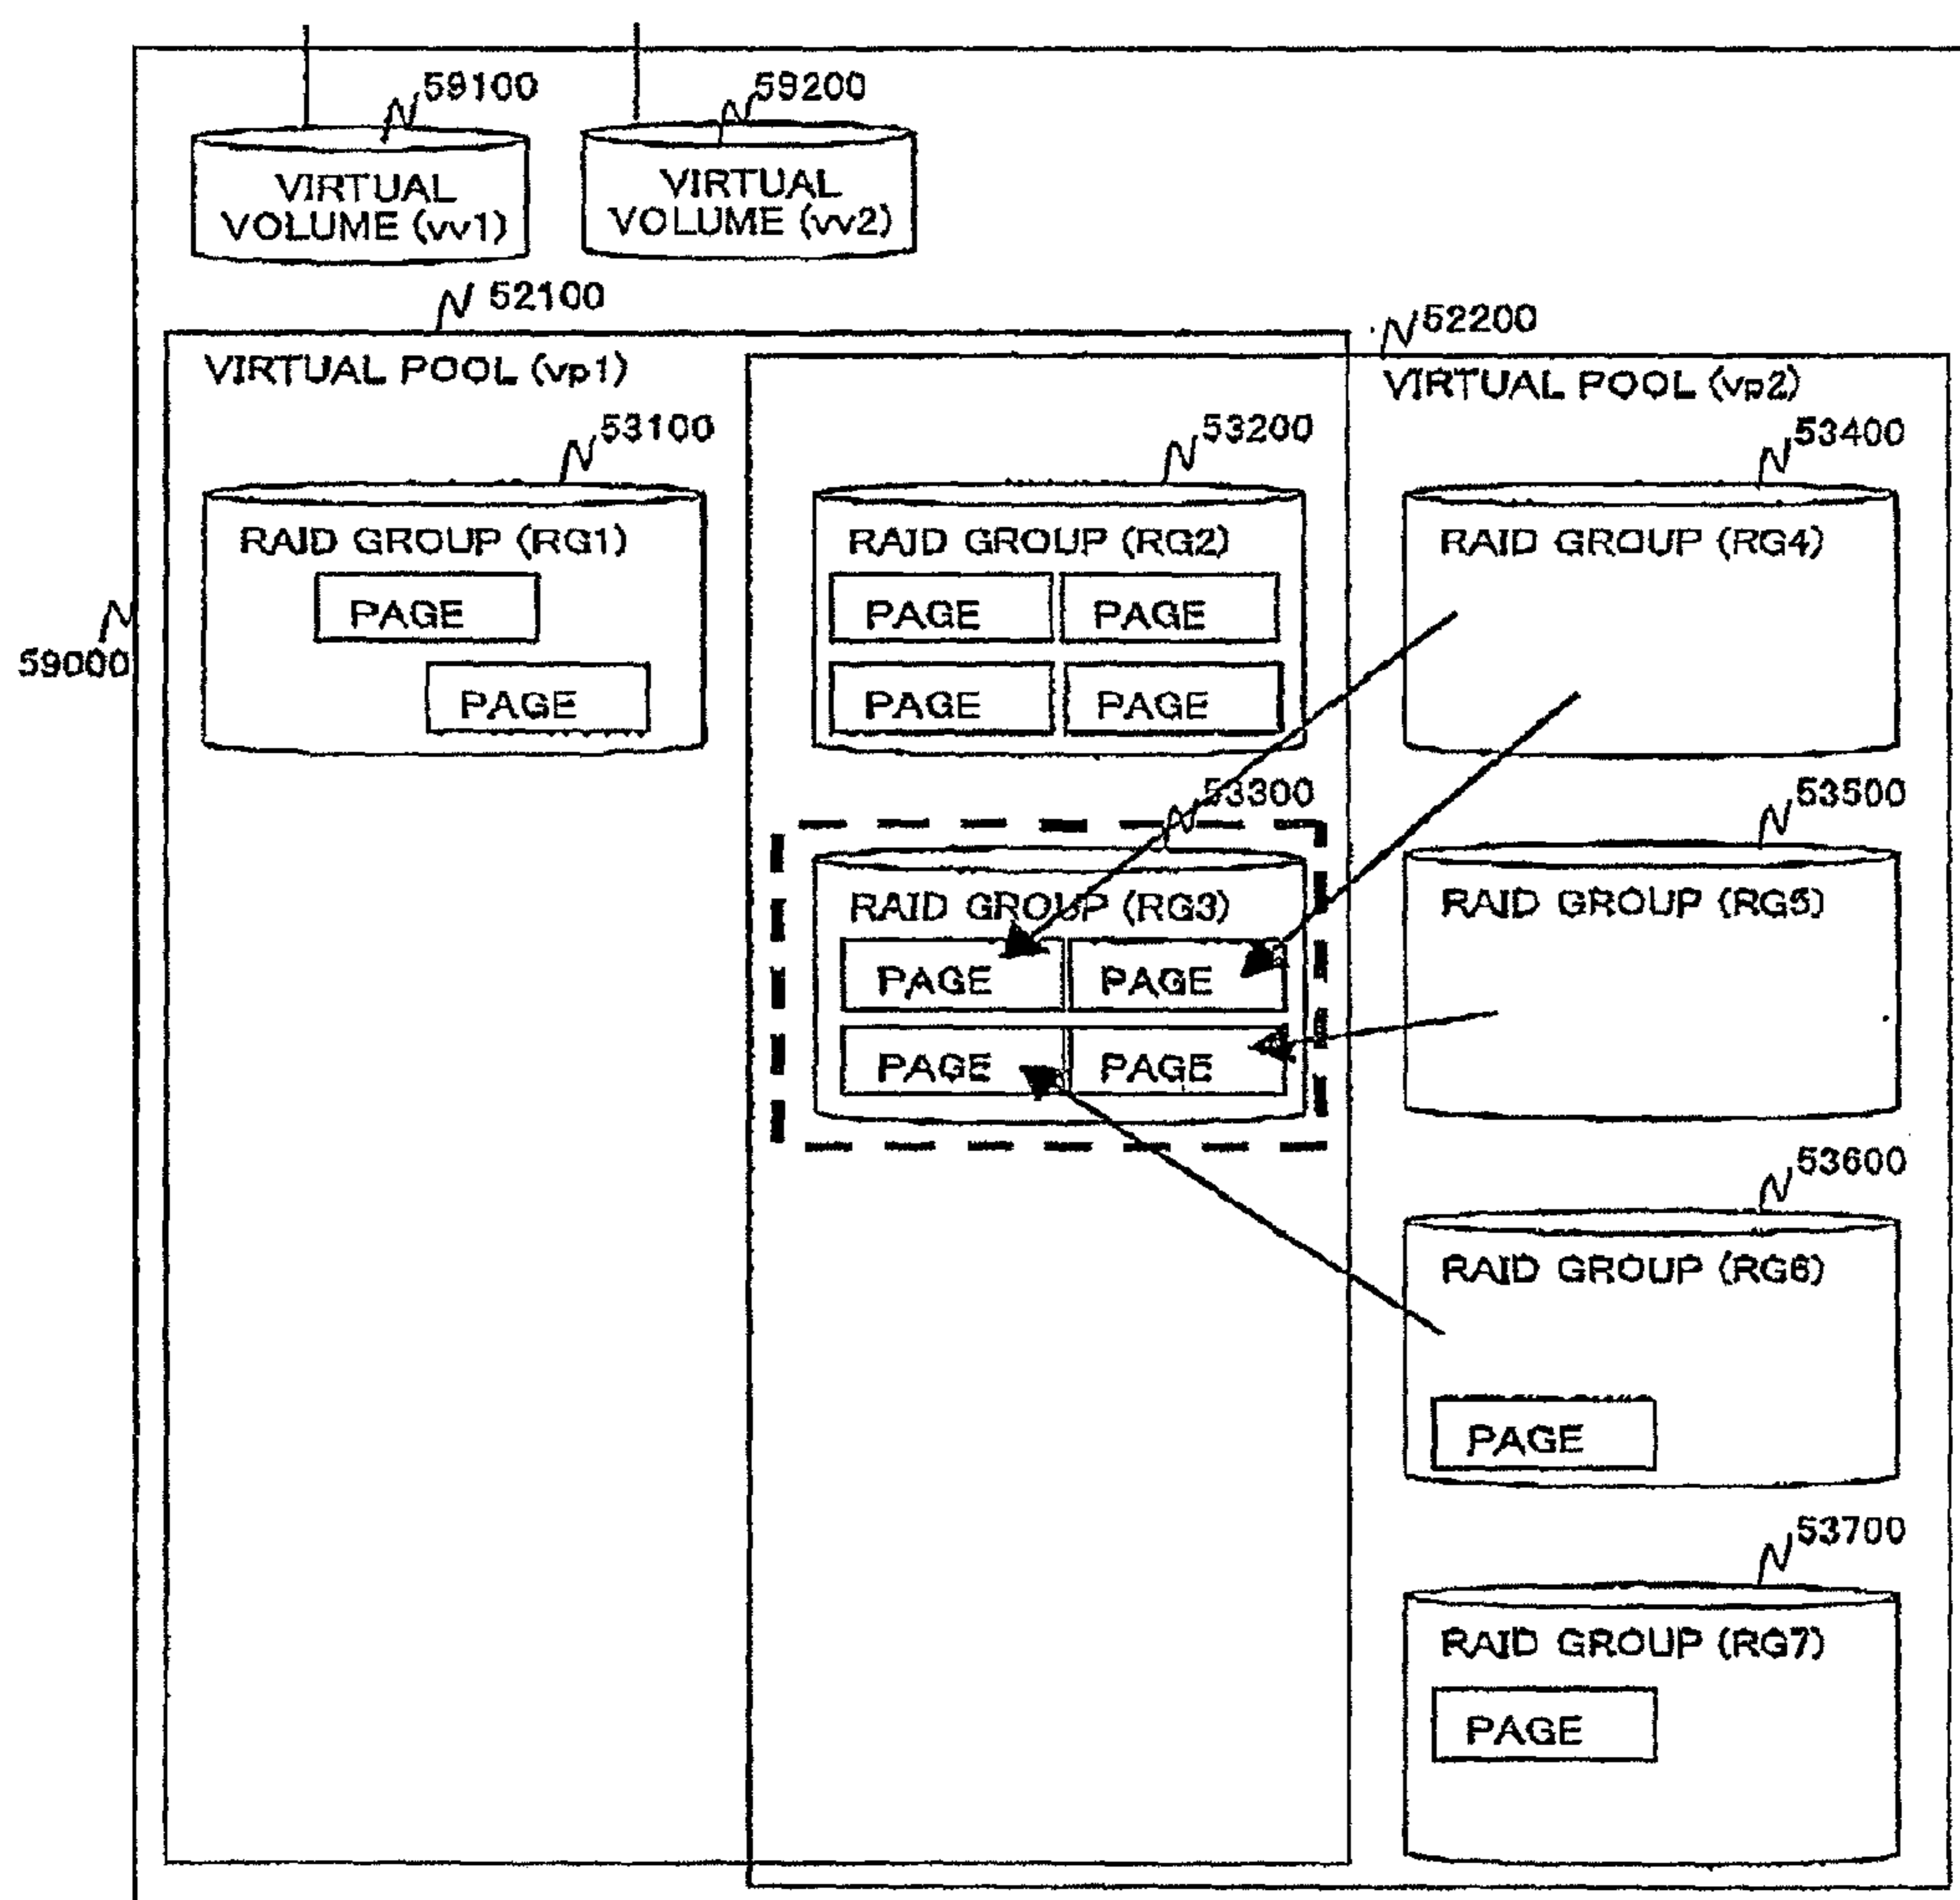 59100
59200
VIRTUAL
VOLUME (vv1)
VIRTUAL
VOLUME (vv2)
52100
52200
VIRTUAL POOL (vp1)
VIRTUAL POOL (vp2)
53100
53200
53400
RAID GROUP (RG1)
RAID GROUP (RG2)
RAID GROUP (RG4)
PAGE
PAGE
PAGE
59000
PAGE
PAGE
PAGE
53300
53500
RAID GROUP (RG3)
RAID GROUP (RG5)
PAGE
PAGE
PAGE
PAGE
53600
RAID GROUP (RG6)
PAGE
53700
RAID GROUP (RG7)
PAGE